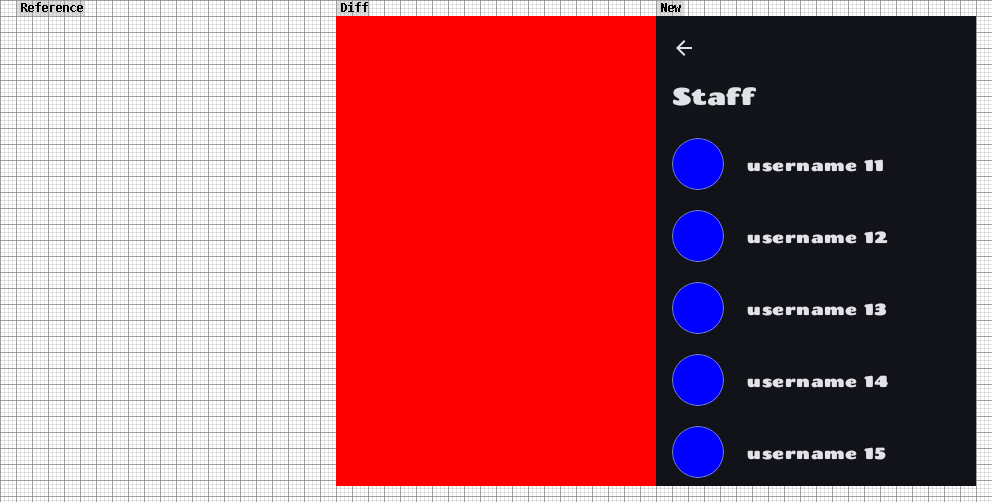 Reference
Diff
New
Staff
username 11
username 12
username 13
username 14
username 15